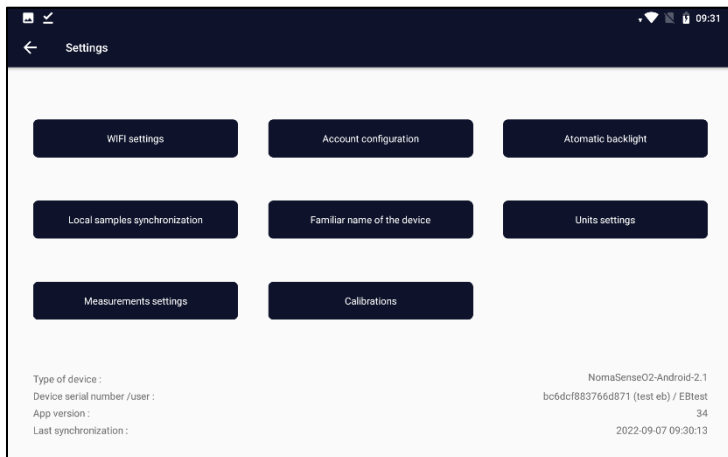 09:31
Settings
WIFI settings
Account configuration
Atomatic backlight
Local samples synchronization
Familiar name of the device
Units settings
Measurements settings
Calibrations
Type of device : NomaSenseO2-Android-2.1
Device serial number /user : bc6dcf883766d871 (test eb) / EBtest
App version : 34
Last synchronization : 2022-09-07 09:30:13